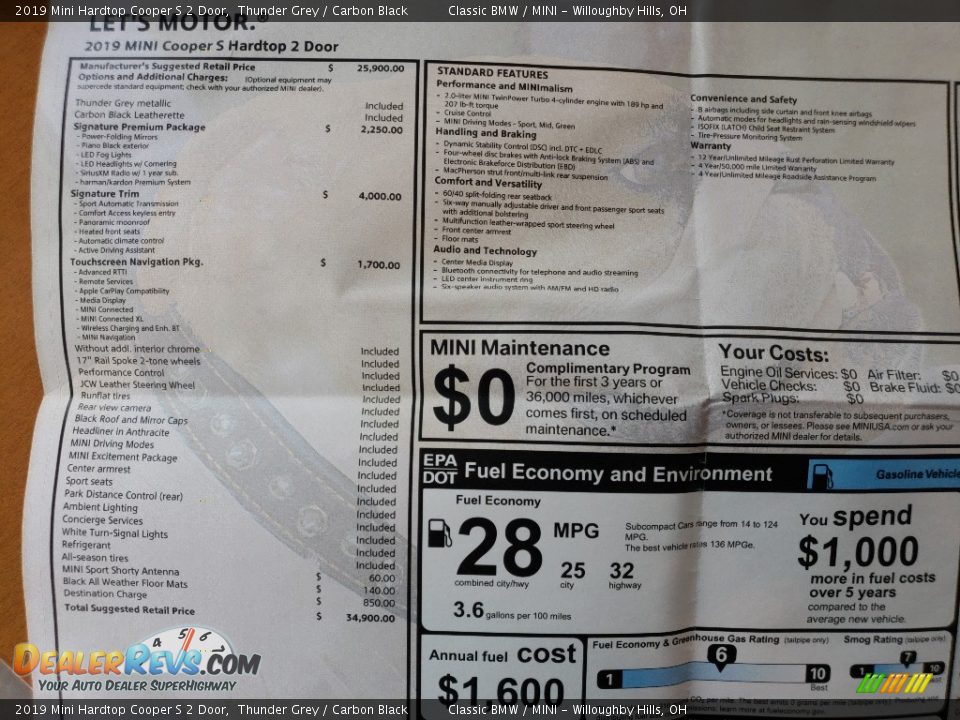 2019 Mini Hardtop Cooper S 2 Door, Thunder Grey / Carbon Black Classic BMW / MINI – Willoughby Hills, OH
LET'S MOTOR.
2019 MINI Cooper S Hardtop 2 Door
Manufacturer's Suggested Retail Price $ 25,900.00
Options and Additional Charges: (Optional equipment may
supercede standard equipment; check with your authorized MINI dealer).
Thunder Grey metallic Included
Carbon Black Leatherette Included
Signature Premium Package $ 2,250.00
- Power-Folding Mirrors
- Piano Black exterior
- LED Fog Lights
- LED Headlights w/ Cornering
- SiriusXM Radio w/ 1 year sub.
- harman/kardon Premium System
Signature Trim $ 4,000.00
- Sport Automatic Transmission
- Comfort Access keyless entry
- Panoramic moonroof
- Heated front seats
- Automatic climate control
- Active Driving Assistant
Touchscreen Navigation Pkg. $ 1,700.00
- Advanced RTTI
- Remote Services
- Apple CarPlay Compatibility
- Media Display
- MINI Connected
- MINI Connected XL
- Wireless Charging and Enh. BT
- MINI Navigation
Without addl. interior chrome Included
17" Rail Spoke 2-tone wheels Included
Performance Control Included
JCW Leather Steering Wheel Included
Runflat tires Included
Rear view camera Included
Black Roof and Mirror Caps Included
Headliner in Anthracite Included
MINI Driving Modes Included
MINI Excitement Package Included
Center armrest Included
Sport seats Included
Park Distance Control (rear) Included
Ambient Lighting Included
Concierge Services Included
White Turn-Signal Lights Included
Refrigerant Included
All-season tires Included
MINI Sport Shorty Antenna $ 60.00
Black All Weather Floor Mats $ 140.00
Destination Charge $ 850.00
Total Suggested Retail Price $ 34,900.00
STANDARD FEATURES
Performance and MINImalism
- 2.0-liter MINI TwinPower Turbo 4-cylinder engine with 189 hp and
207 lb-ft torque
- Cruise Control
- MINI Driving Modes - Sport, Mid, Green
Handling and Braking
- Dynamic Stability Control (DSC) incl. DTC + EDLC
- Four-wheel disc brakes with Anti-lock Braking System (ABS) and
Electronic Brakeforce Distribution (EBD)
- MacPherson strut front/multi-link rear suspension
Comfort and Versatility
- 60/40 split-folding rear seatback
- Six-way manually adjustable driver and front passenger sport seats
with additional bolstering
- Multifunction leather-wrapped sport steering wheel
- Front center armrest
- Floor mats
Audio and Technology
- Center Media Display
- Bluetooth connectivity for telephone and audio streaming
- LED center instrument ring
- Six-speaker audio system with AM/FM and HD radio
Convenience and Safety
- 8 airbags including side curtain and front knee airbags
- Automatic modes for headlights and rain-sensing windshield wipers
- ISOFIX (LATCH) Child Seat Restraint System
- Tire-Pressure Monitoring System
Warranty
- 12 Year/Unlimited Mileage Rust Perforation Limited Warranty
- 4 Year/50,000 mile Limited Warranty
- 4 Year/Unlimited Mileage Roadside Assistance Program
MINI Maintenance
$0 Complimentary Program
For the first 3 years or
36,000 miles, whichever
comes first, on scheduled
maintenance.*
Your Costs:
Engine Oil Services: $0 Air Filter: $0
Vehicle Checks: $0 Brake Fluid: $0
Spark Plugs: $0
*Coverage is not transferable to subsequent purchasers,
owners, or lessees. Please see MINIUSA.com or ask your
authorized MINI dealer for details.
EPA
DOT Fuel Economy and Environment Gasoline Vehicle
Fuel Economy
28 MPG
combined city/hwy
25 city
32 highway
3.6 gallons per 100 miles
Subcompact Cars range from 14 to 124
MPG.
The best vehicle rates 136 MPGe.
You spend
$1,000
more in fuel costs
over 5 years
compared to the
average new vehicle.
Annual fuel cost
$1,600
Fuel Economy & Greenhouse Gas Rating (tailpipe only) Smog Rating (tailpipe only)
1 6 10
Best
1 7 10
DealerRevs.com
Your Auto Dealer SuperHighway
4 5 6
2019 Mini Hardtop Cooper S 2 Door, Thunder Grey / Carbon Black Classic BMW / MINI – Willoughby Hills, OH